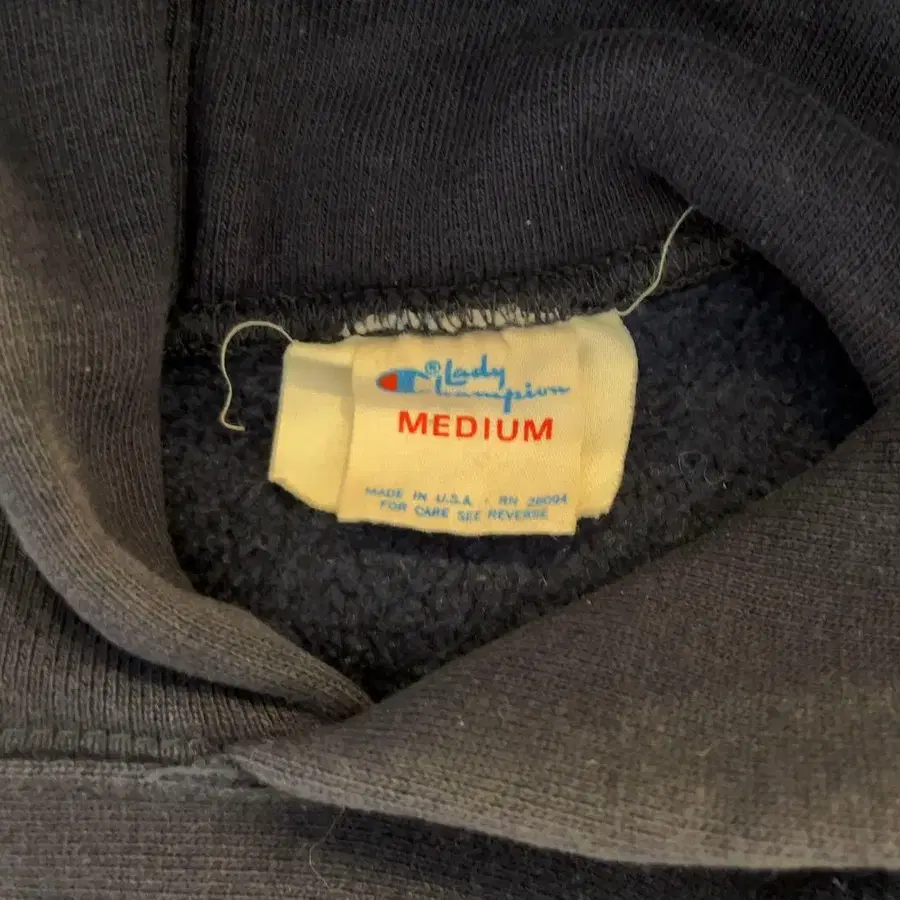 ®Lady
Champion
MEDIUM
MADE IN U.S.A. RN 26094
FOR CARE SEE REVERSE